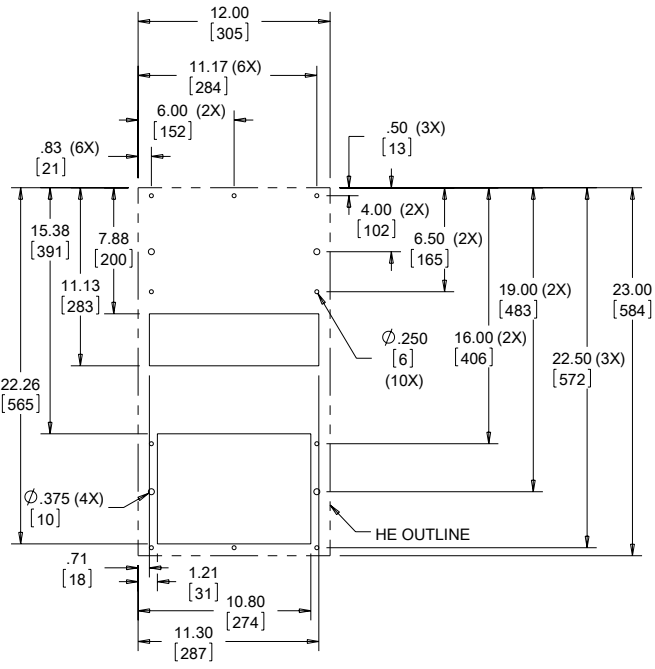 12.00
[305]
11.17 (6X)
[284]
6.00 (2X)
[152]
.83 (6X)
[21]
.50 (3X)
[13]
15.38
[391]
7.88
[200]
4.00 (2X)
[102]
6.50 (2X)
[165]
11.13
[283]
19.00 (2X)
[483]
23.00
[584]
16.00 (2X)
[406]
Ø.250
[6]
(10X)
22.50 (3X)
[572]
22.26
[565]
Ø.375 (4X)
[10]
HE OUTLINE
.71
[18]
1.21
[31]
10.80
[274]
11.30
[287]